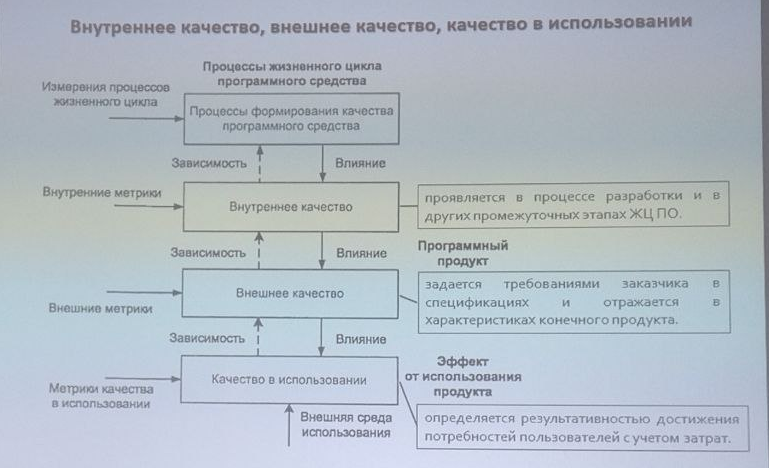 Внутреннее качество, внешнее качество, качество в использовании
Процессы жизненного цикла
программного средства
Измерения процессов
жизненного цикла
Процессы формирования качества
программного средства
Зависимость
Влияние
Внутренние метрики
Внутреннее качество
проявляется в процессе разработки и в
других промежуточных этапах ЖЦ ПО.
Зависимость
Влияние
Программный
продукт
Внешнее качество
задается требованиями заказчика в
спецификациях и отражается в
характеристиках конечного продукта.
Внешние метрики
Зависимость
Влияние
Эффект
от использования
продукта
Качество в использовании
Метрики качества
в использовании
Внешняя среда
использования
определяется результативностью достижения
потребностей пользователей с учетом затрат.